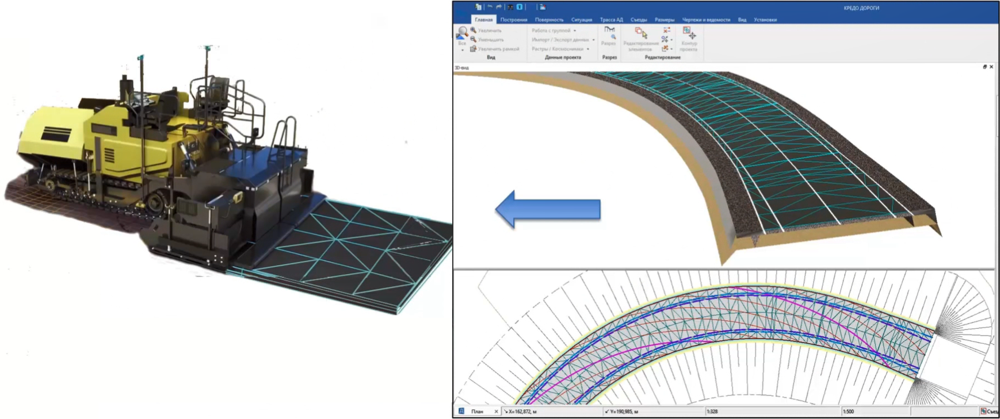 КРЕДО ДОРОГИ
Главная Построения Поверхность Ситуация Трасса АД Съезды Размеры Чертежи и ведомости Вид Установки
Все
Увеличить
Уменьшить
Увеличить рамкой
Вид
Работа с группой
Импорт / Экспорт данных
Растры / Космоснимки
Данные проекта
Разрез
Разрез
Редактирование элементов
Редактирование
Контур проекта
3D-вид
План X=162,872, м Y=190,985, м 1:328 1:500 Съезд